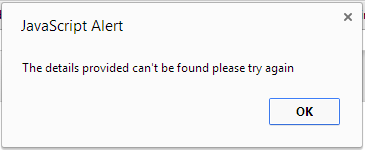 JavaScript Alert
The details provided can't be found please try again
OK